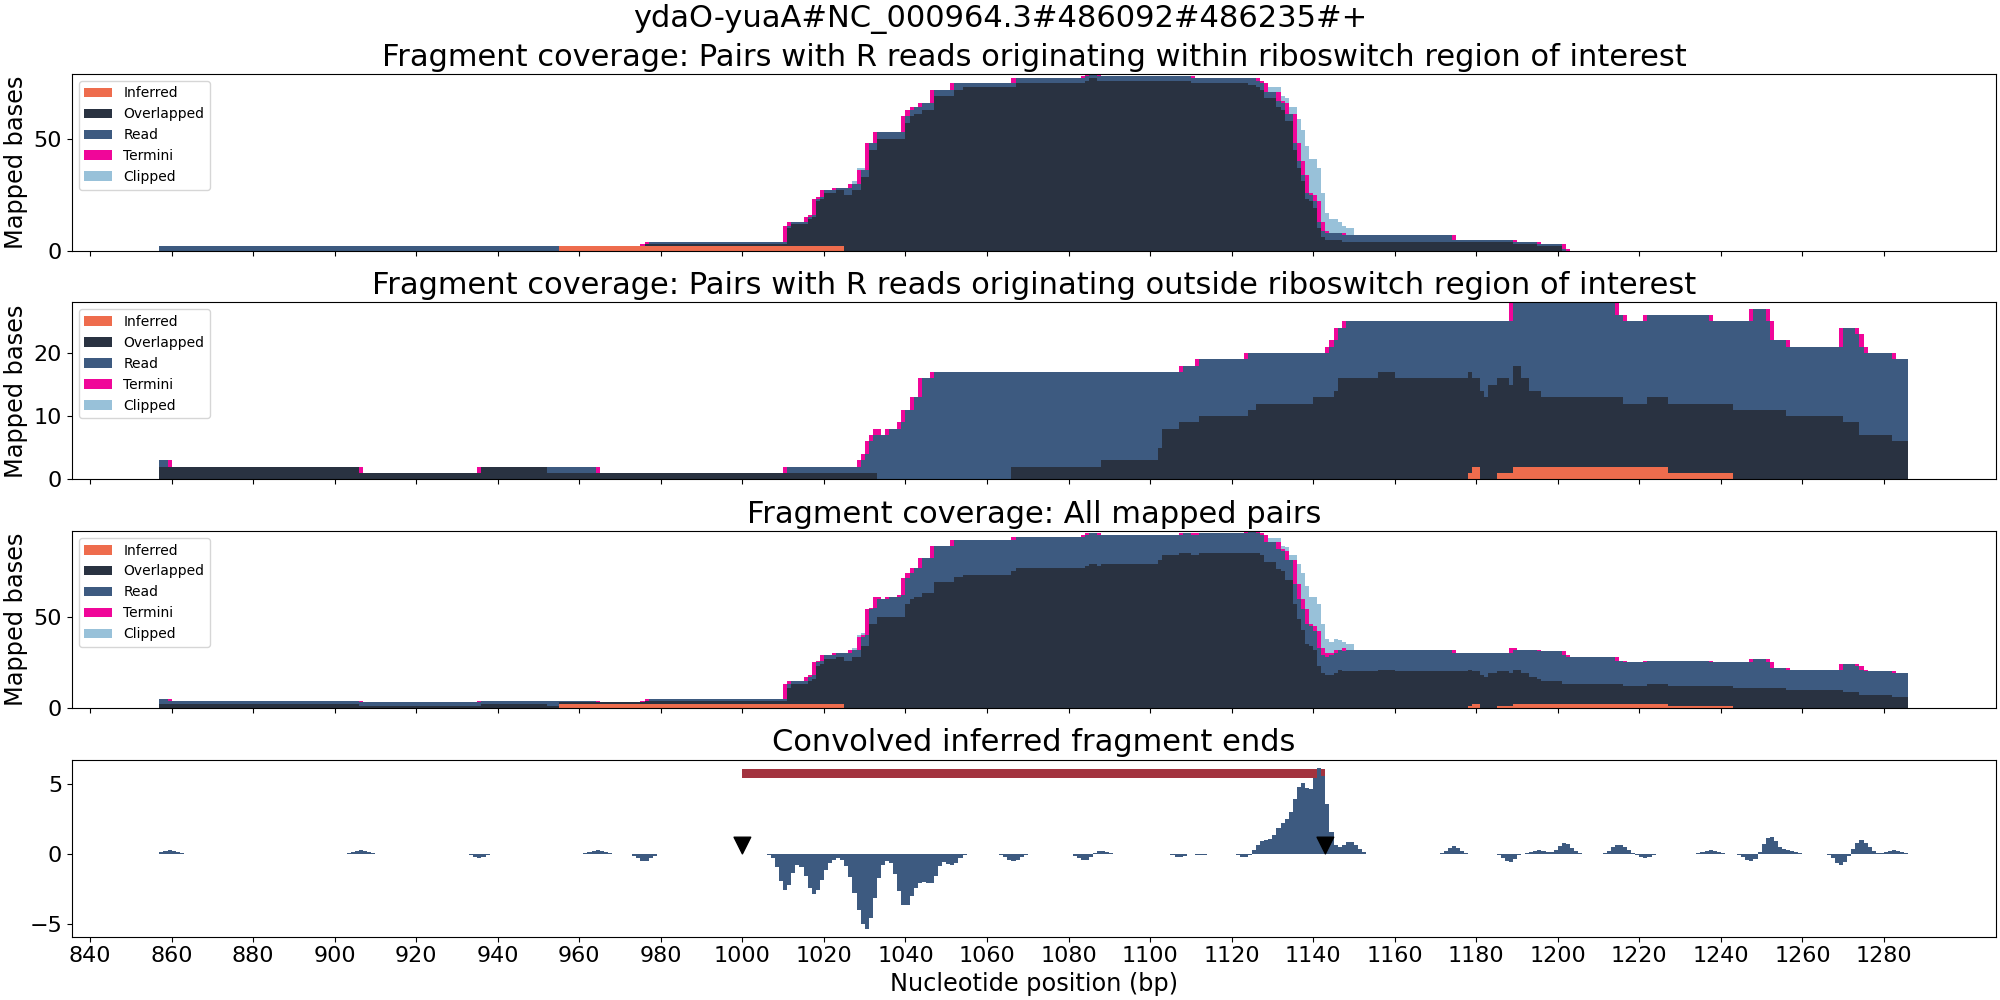 ydaO-yuaA#NC_000964.3#486092#486235#+
Fragment coverage: Pairs with R reads originating within riboswitch region of interest
Mapped bases
50
0
Inferred
Overlapped
Read
Termini
Clipped
Fragment coverage: Pairs with R reads originating outside riboswitch region of interest
Mapped bases
20
10
0
Inferred
Overlapped
Read
Termini
Clipped
Fragment coverage: All mapped pairs
Mapped bases
50
0
Inferred
Overlapped
Read
Termini
Clipped
Convolved inferred fragment ends
5
0
−5
840 860 880 900 920 940 960 980 1000 1020 1040 1060 1080 1100 1120 1140 1160 1180 1200 1220 1240 1260 1280
Nucleotide position (bp)